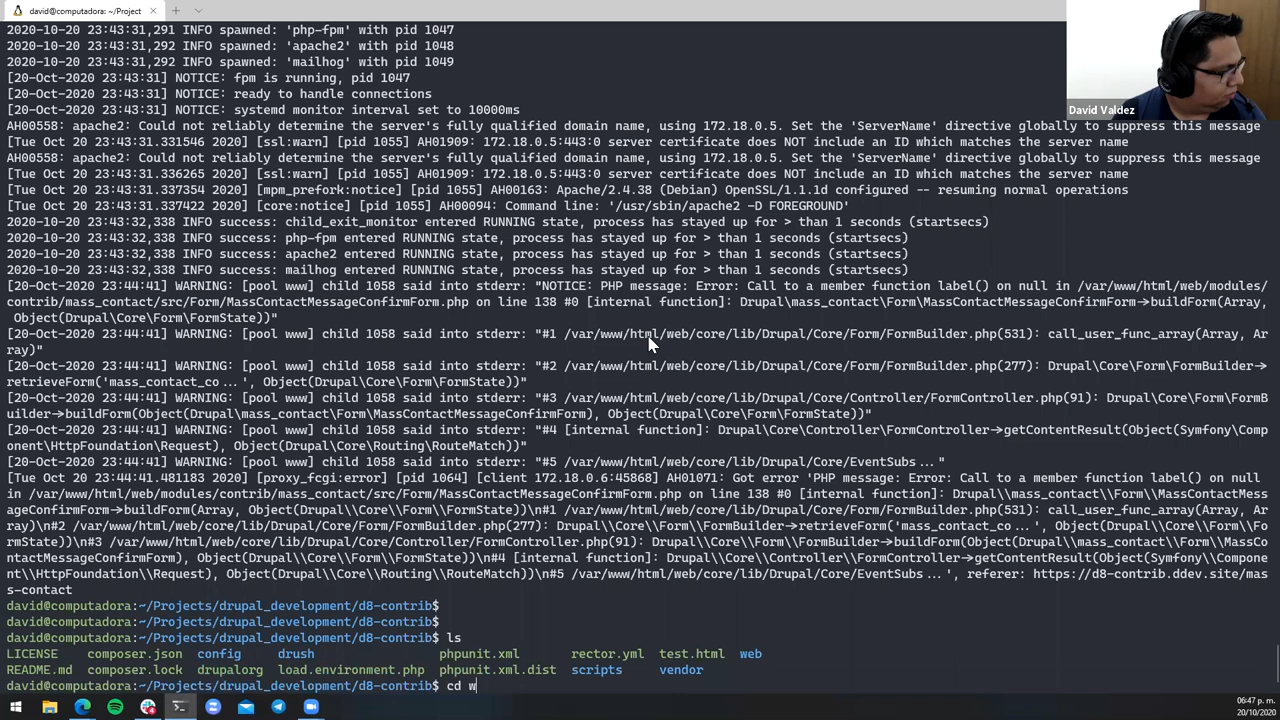 david@computadora: ~/Project
2020-10-20 23:43:31,291 INFO spawned: 'php-fpm' with pid 1047
2020-10-20 23:43:31,292 INFO spawned: 'apache2' with pid 1048
2020-10-20 23:43:31,292 INFO spawned: 'mailhog' with pid 1049
[20-Oct-2020 23:43:31] NOTICE: fpm is running, pid 1047
[20-Oct-2020 23:43:31] NOTICE: ready to handle connections
[20-Oct-2020 23:43:31] NOTICE: systemd monitor interval set to 10000ms
David Valdez
AH00558: apache2: Could not reliably determine the server's fully qualified domain name, using 172.18.0.5. Set the 'ServerName' directive globally to suppress this message
[Tue Oct 20 23:43:31.331546 2020] [ssl:warn] [pid 1055] AH01909: 172.18.0.5:443:0 server certificate does NOT include an ID which matches the server name
AH00558: apache2: Could not reliably determine the server's fully qualified domain name, using 172.18.0.5. Set the 'ServerName' directive globally to suppress this message
[Tue Oct 20 23:43:31.336265 2020] [ssl:warn] [pid 1055] AH01909: 172.18.0.5:443:0 server certificate does NOT include an ID which matches the server name
[Tue Oct 20 23:43:31.337354 2020] [mpm_prefork:notice] [pid 1055] AH00163: Apache/2.4.38 (Debian) OpenSSL/1.1.1d configured -- resuming normal operations
[Tue Oct 20 23:43:31.337422 2020] [core:notice] [pid 1055] AH00094: Command line: '/usr/sbin/apache2 -D FOREGROUND'
2020-10-20 23:43:32,338 INFO success: child_exit_monitor entered RUNNING state, process has stayed up for > than 1 seconds (startsecs)
2020-10-20 23:43:32,338 INFO success: php-fpm entered RUNNING state, process has stayed up for > than 1 seconds (startsecs)
2020-10-20 23:43:32,338 INFO success: apache2 entered RUNNING state, process has stayed up for > than 1 seconds (startsecs)
2020-10-20 23:43:32,338 INFO success: mailhog entered RUNNING state, process has stayed up for > than 1 seconds (startsecs)
[20-Oct-2020 23:44:41] WARNING: [pool www] child 1058 said into stderr: "NOTICE: PHP message: Error: Call to a member function label() on null in /var/www/html/web/modules/
contrib/mass_contact/src/Form/MassContactMessageConfirmForm.php on line 138 #0 [internal function]: Drupal\mass_contact\Form\MassContactMessageConfirmForm→buildForm(Array,
Object(Drupal\Core\Form\FormState))"
[20-Oct-2020 23:44:41] WARNING: [pool www] child 1058 said into stderr: "#1 /var/www/html/web/core/lib/Drupal/Core/Form/FormBuilder.php(531): call_user_func_array(Array, Ar
ray)"
[20-Oct-2020 23:44:41] WARNING: [pool www] child 1058 said into stderr: "#2 /var/www/html/web/core/lib/Drupal/Core/Form/FormBuilder.php(277): Drupal\Core\Form\FormBuilder→
retrieveForm('mass_contact_co...', Object(Drupal\Core\Form\FormState))"
[20-Oct-2020 23:44:41] WARNING: [pool www] child 1058 said into stderr: "#3 /var/www/html/web/core/lib/Drupal/Core/Controller/FormController.php(91): Drupal\Core\Form\FormB
uilder→buildForm(Object(Drupal\mass_contact\Form\MassContactMessageConfirmForm), Object(Drupal\Core\Form\FormState))"
[20-Oct-2020 23:44:41] WARNING: [pool www] child 1058 said into stderr: "#4 [internal function]: Drupal\Core\Controller\FormController→getContentResult(Object(Symfony\Comp
onent\HttpFoundation\Request), Object(Drupal\Core\Routing\RouteMatch))"
[20-Oct-2020 23:44:41] WARNING: [pool www] child 1058 said into stderr: "#5 /var/www/html/web/core/lib/Drupal/Core/EventSubs..."
[Tue Oct 20 23:44:41.481183 2020] [proxy_fcgi:error] [pid 1064] [client 172.18.0.6:45868] AH01071: Got error 'PHP message: Error: Call to a member function label() on null
in /var/www/html/web/modules/contrib/mass_contact/src/Form/MassContactMessageConfirmForm.php on line 138 #0 [internal function]: Drupal\\mass_contact\\Form\\MassContactMess
ageConfirmForm→buildForm(Array, Object(Drupal\\Core\\Form\\FormState))\n#1 /var/www/html/web/core/lib/Drupal/Core/Form/FormBuilder.php(531): call_user_func_array(Array, Ar
ray)\n#2 /var/www/html/web/core/lib/Drupal/Core/Form/FormBuilder.php(277): Drupal\\Core\\Form\\FormBuilder→retrieveForm('mass_contact_co...', Object(Drupal\\Core\\Form\\Fo
rmState))\n#3 /var/www/html/web/core/lib/Drupal/Core/Controller/FormController.php(91): Drupal\\Core\\Form\\FormBuilder→buildForm(Object(Drupal\\mass_contact\\Form\\MassCo
ntactMessageConfirmForm), Object(Drupal\\Core\\Form\\FormState))\n#4 [internal function]: Drupal\\Core\\Controller\\FormController→getContentResult(Object(Symfony\\Compone
nt\\HttpFoundation\\Request), Object(Drupal\\Core\\Routing\\RouteMatch))\n#5 /var/www/html/web/core/lib/Drupal/Core/EventSubs...', referer: https://d8-contrib.ddev.site/mas
s-contact
david@computadora:~/Projects/drupal_development/d8-contrib$
david@computadora:~/Projects/drupal_development/d8-contrib$
david@computadora:~/Projects/drupal_development/d8-contrib$ ls
LICENSE composer.json config drush phpunit.xml rector.yml test.html web
README.md composer.lock drupalorg load.environment.php phpunit.xml.dist scripts vendor
david@computadora:~/Projects/drupal_development/d8-contrib$ cd w
06:47 p. m.
20/10/2020